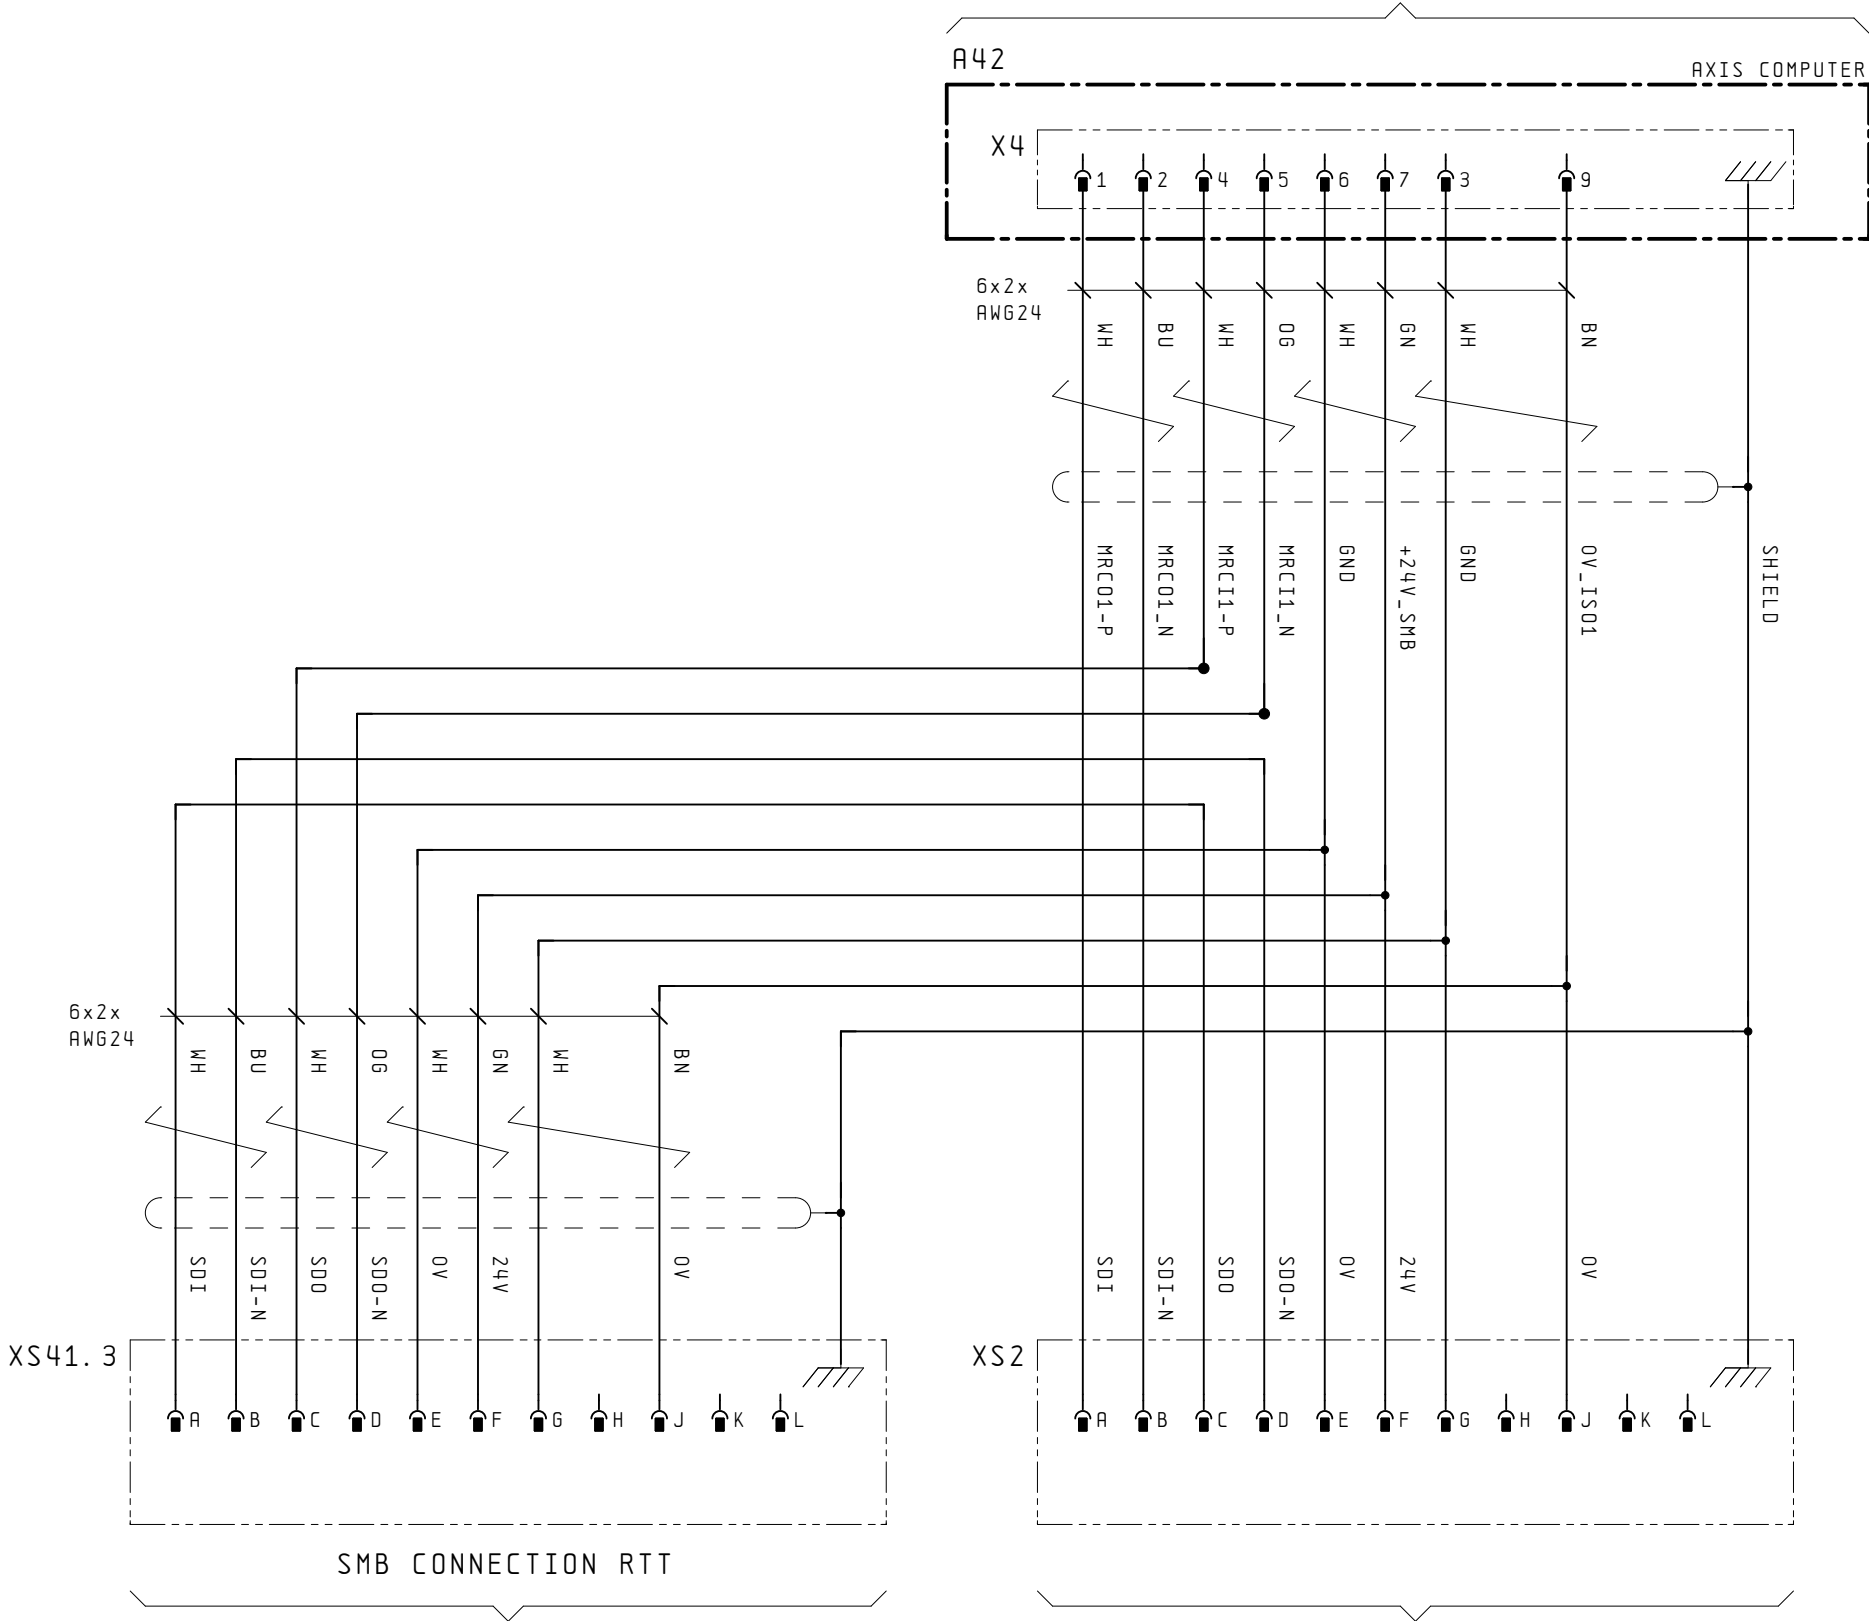 A42
AXIS COMPUTER
X4
1 2 4 5 6 7 3 9
6x2x
AWG24
WH BU WH OG WH GN WH BN
MRCO1-P
MRCO1_N
MRCI1-P
MRCI1_N
GND
+24V_SMB
GND
0V_ISO1
SHIELD
6x2x
AWG24
WH BU WH OG WH GN WH BN
SDI
SDI-N
SDO
SDO-N
0V
24V
0V
SDI
SDI-N
SDO
SDO-N
0V
24V
0V
XS41.3
XS2
A B C D E F G H J K L
A B C D E F G H J K L
SMB CONNECTION RTT